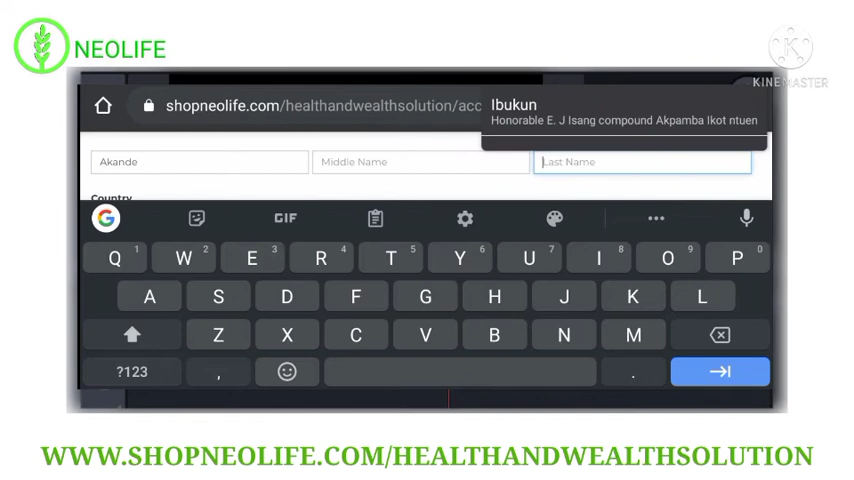 NEOLIFE
K
KINEMASTER
shopneolife.com/healthandwealthsolution/acc
Ibukun
Honorable E. J Isang compound Akpamba Ikot ntuen
Akande
Middle Name
Last Name
Country
G GIF
Q 1 W 2 E 3 R 4 T 5 Y 6 U 7 I 8 O 9 P 0
A S D F G H J K L
Z X C V B N M
?123 , .
WWW.SHOPNEOLIFE.COM/HEALTHANDWEALTHSOLUTION